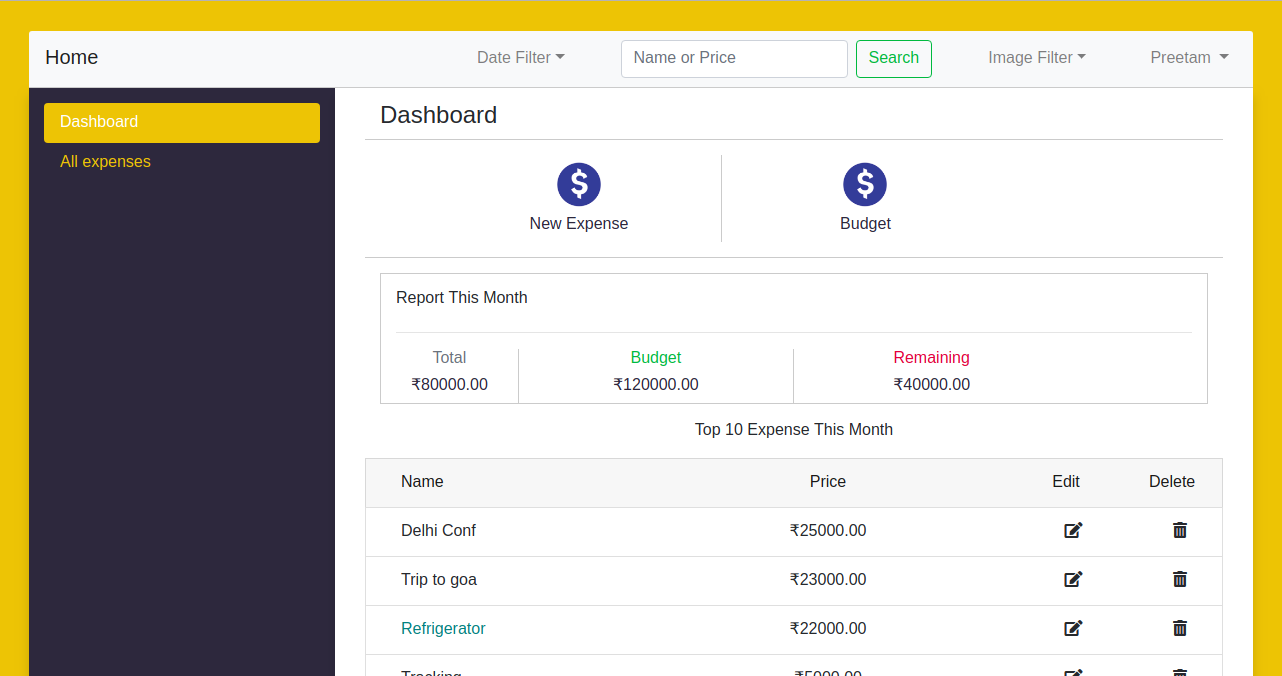 Home Date Filter Name or Price Search Image Filter Preetam
Dashboard
All expenses
Dashboard
New Expense Budget
Report This Month
Total Budget Remaining
₹80000.00 ₹120000.00 ₹40000.00
Top 10 Expense This Month
Name Price Edit Delete
Delhi Conf ₹25000.00
Trip to goa ₹23000.00
Refrigerator ₹22000.00
₹5000.00